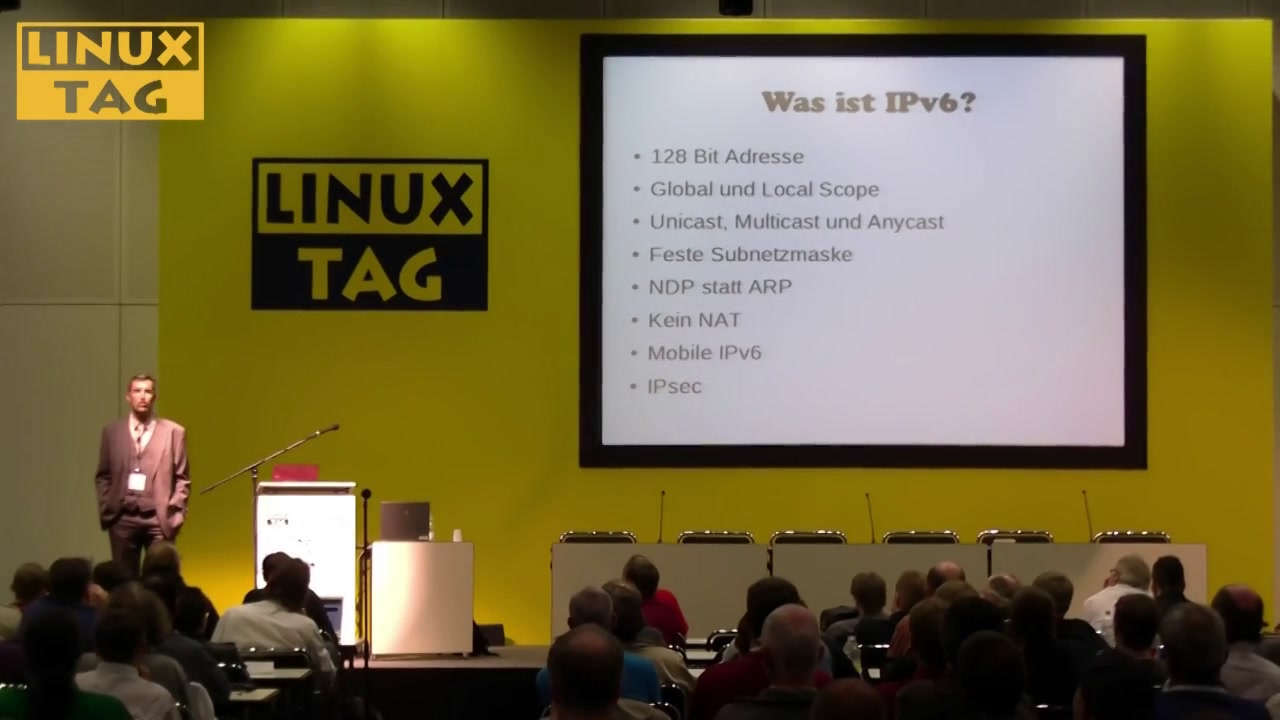 LINUX
TAG
LINUX
TAG
Was ist IPv6?
• 128 Bit Adresse
• Global und Local Scope
• Unicast, Multicast und Anycast
• Feste Subnetzmaske
• NDP statt ARP
• Kein NAT
• Mobile IPv6
• IPsec